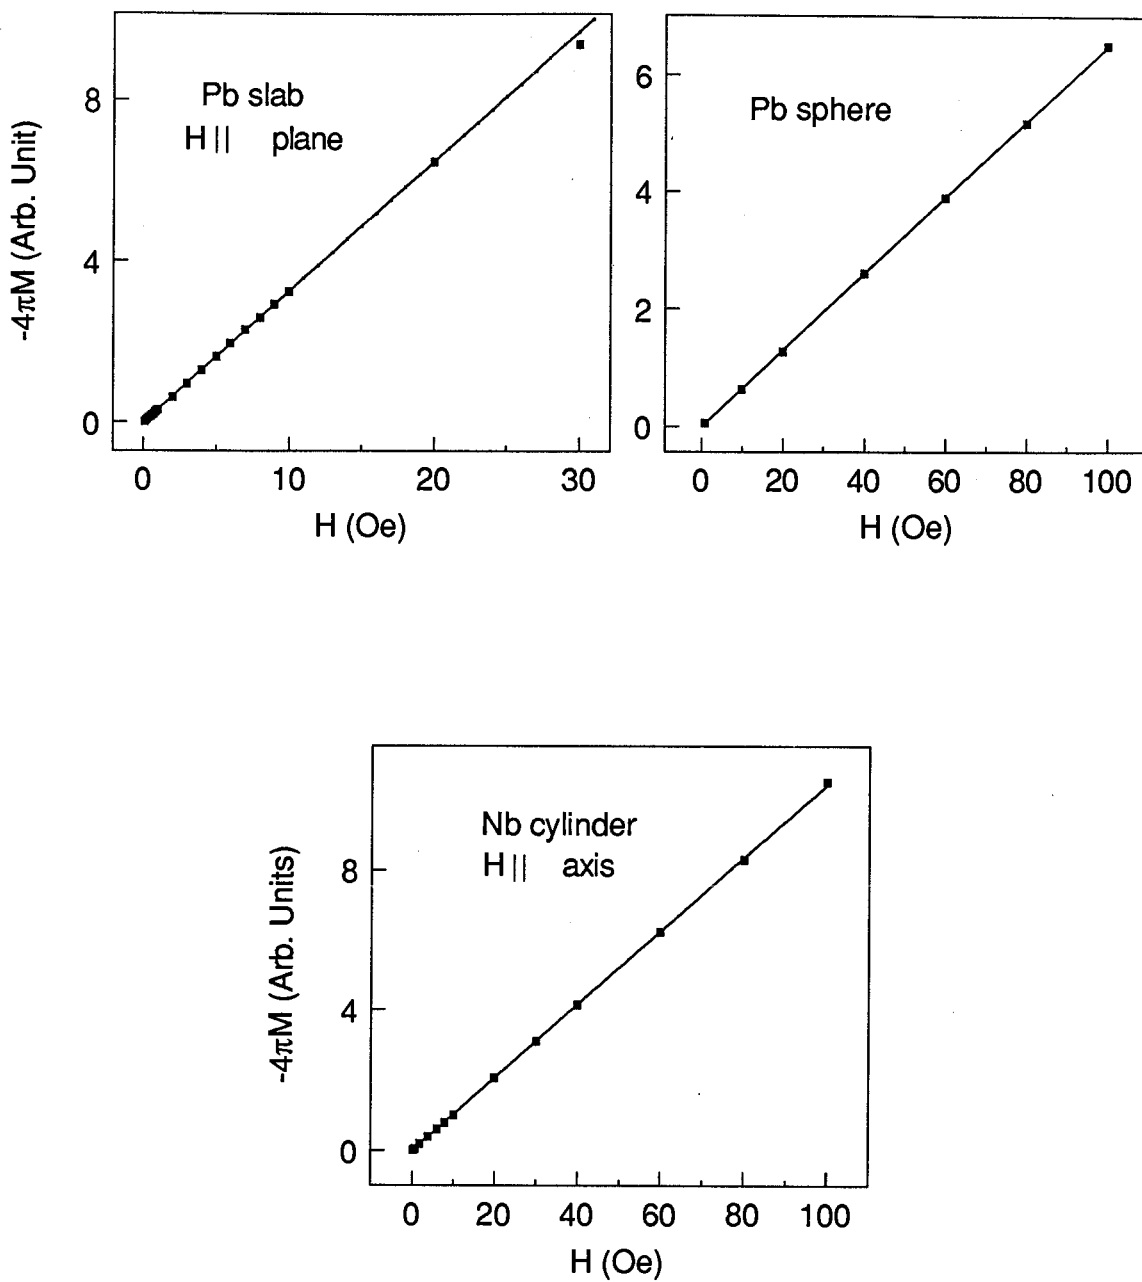 Pb slab
H || plane
-4πM (Arb. Unit)
8
4
0
0 10 20 30
H (Oe)
Pb sphere
6
4
2
0
0 20 40 60 80 100
H (Oe)
Nb cylinder
H || axis
-4πM (Arb. Units)
8
4
0
0 20 40 60 80 100
H (Oe)